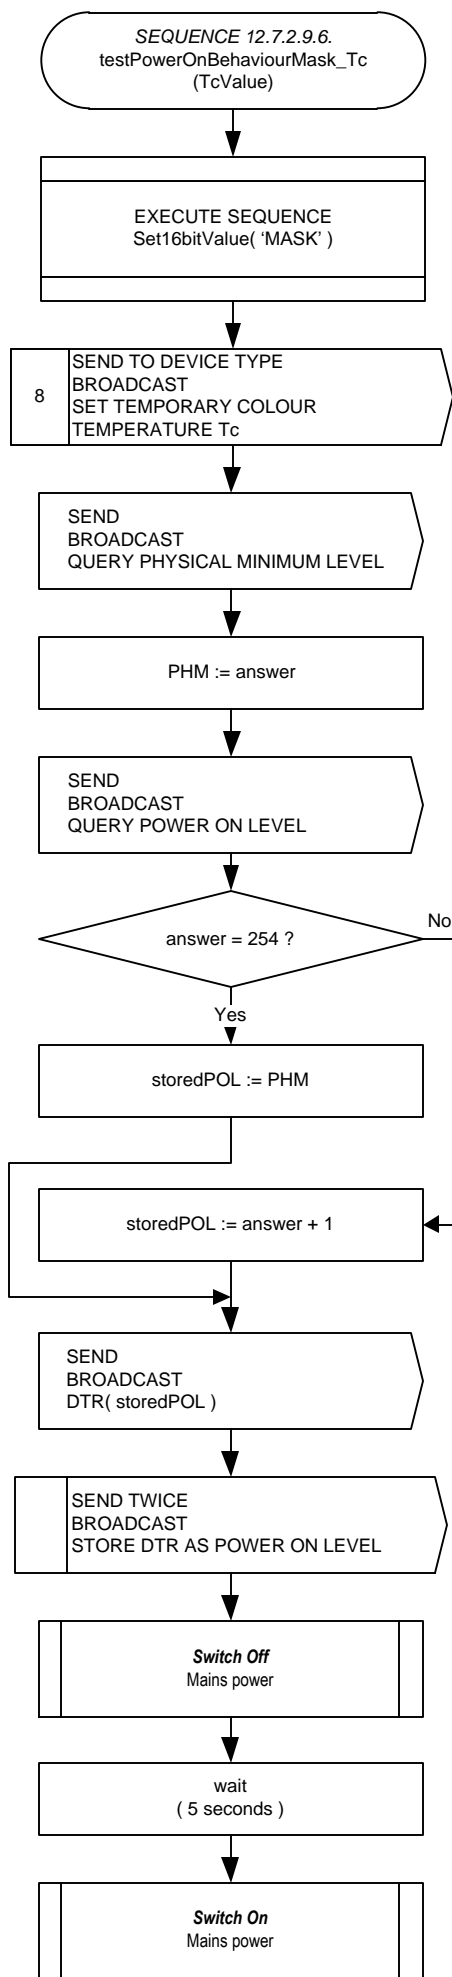 SEQUENCE 12.7.2.9.6.
testPowerOnBehaviourMask_Tc
(TcValue)
EXECUTE SEQUENCE
Set16bitValue( ‘MASK’ )
8
SEND TO DEVICE TYPE
BROADCAST
SET TEMPORARY COLOUR
TEMPERATURE Tc
SEND
BROADCAST
QUERY PHYSICAL MINIMUM LEVEL
PHM := answer
SEND
BROADCAST
QUERY POWER ON LEVEL
answer = 254 ?
No
Yes
storedPOL := PHM
storedPOL := answer + 1
SEND
BROADCAST
DTR( storedPOL )
SEND TWICE
BROADCAST
STORE DTR AS POWER ON LEVEL
Switch Off
Mains power
wait
( 5 seconds )
Switch On
Mains power